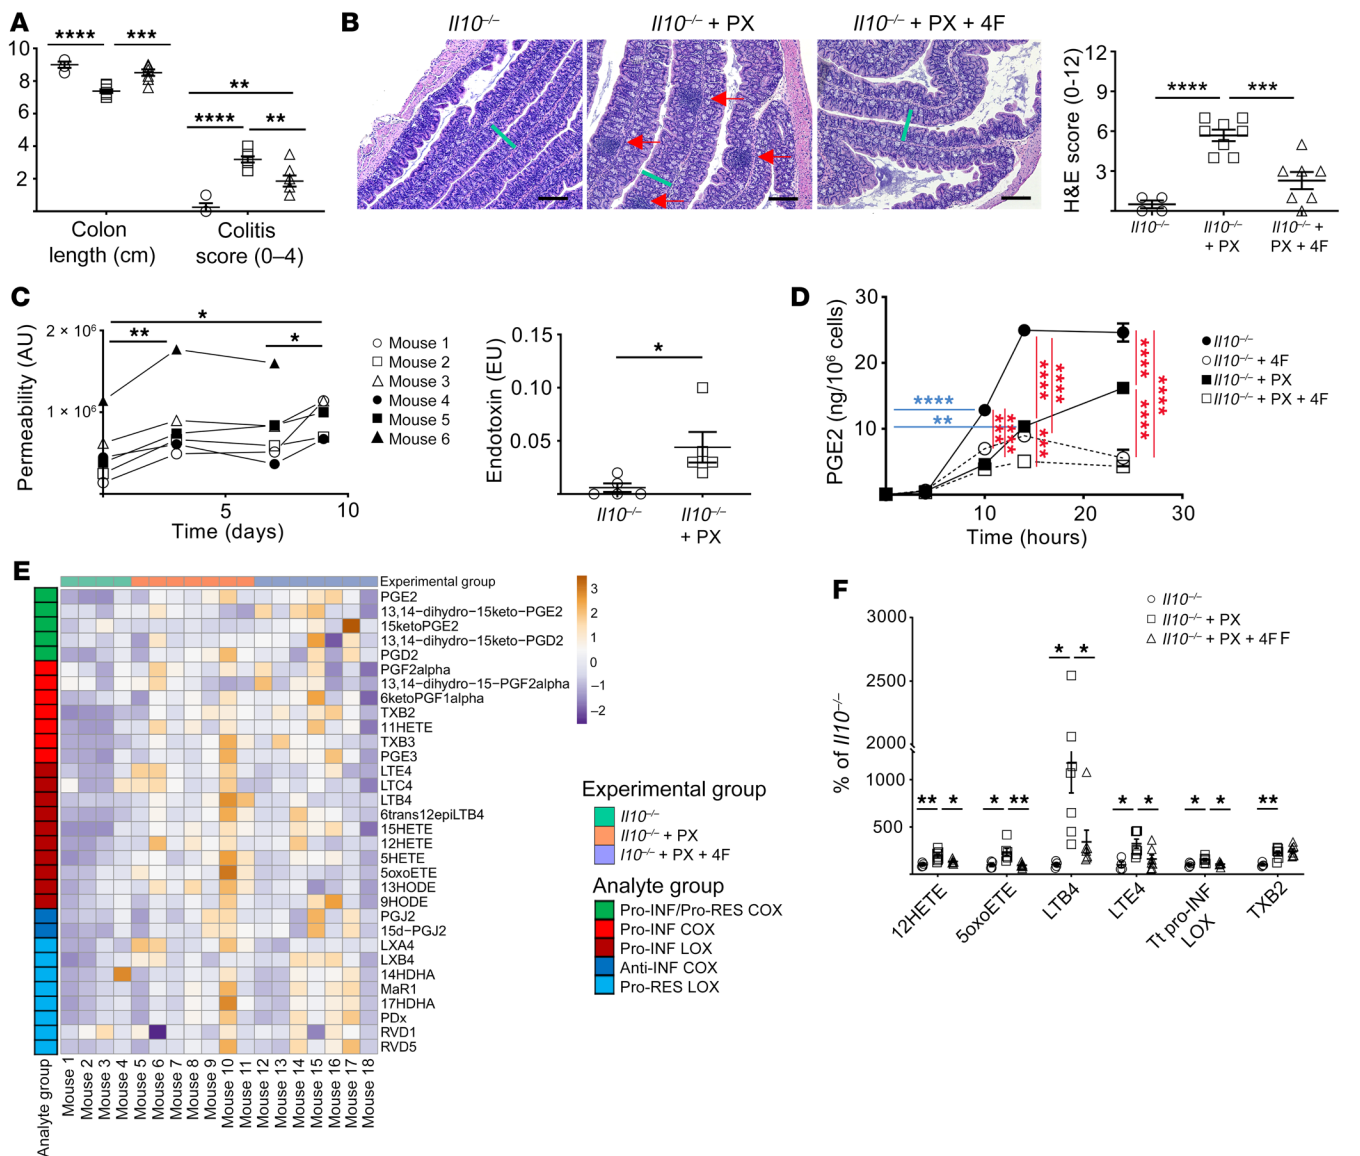 A
**** ***
10
8
6
4
2
**
**** **
Colon
length (cm)
Colitis
score (0–4)
B
Il10–/–
Il10–/– + PX
Il10–/– + PX + 4F
H&E score (0-12)
12
9
6
3
**** ***
Il10–/–
Il10–/–
+ PX
Il10–/– +
PX + 4F
C
Permeability (AU)
2 × 10⁶
1 × 10⁶
*
**
*
5
10
Time (days)
Mouse 1
Mouse 2
Mouse 3
Mouse 4
Mouse 5
Mouse 6
Endotoxin (EU)
0.15
0.10
0.05
*
Il10–/–
Il10–/–
+ PX
D
PGE2 (ng/10⁶ cells)
30
20
10
****
**
***
***
****
****
***
****
****
****
10
20
30
Time (hours)
Il10–/–
Il10–/– + 4F
Il10–/– + PX
Il10–/– + PX + 4F
E
Experimental group
PGE2
13,14−dihydro−15keto−PGE2
15ketoPGE2
13,14−dihydro−15keto−PGD2
PGD2
PGF2alpha
13,14−dihydro−15−PGF2alpha
6ketoPGF1alpha
TXB2
11HETE
TXB3
PGE3
LTE4
LTC4
LTB4
6trans12epiLTB4
15HETE
12HETE
5HETE
5oxoETE
13HODE
9HODE
PGJ2
15d−PGJ2
LXA4
LXB4
14HDHA
MaR1
17HDHA
PDx
RVD1
RVD5
Analyte group
Mouse 1
Mouse 2
Mouse 3
Mouse 4
Mouse 5
Mouse 6
Mouse 7
Mouse 8
Mouse 9
Mouse 10
Mouse 11
Mouse 12
Mouse 13
Mouse 14
Mouse 15
Mouse 16
Mouse 17
Mouse 18
3
2
1
0
−1
−2
Experimental group
Il10–/–
Il10–/– + PX
l10–/– + PX + 4F
Analyte group
Pro-INF/Pro-RES COX
Pro-INF COX
Pro-INF LOX
Anti-INF COX
Pro-RES LOX
F
Il10–/–
Il10–/– + PX
Il10–/– + PX + 4F F
% of Il10–/–
3000
2500
2000
1000
500
** *
* **
* *
* *
* *
**
12HETE
5oxoETE
LTB4
LTE4
Tt pro-INF
LOX
TXB2